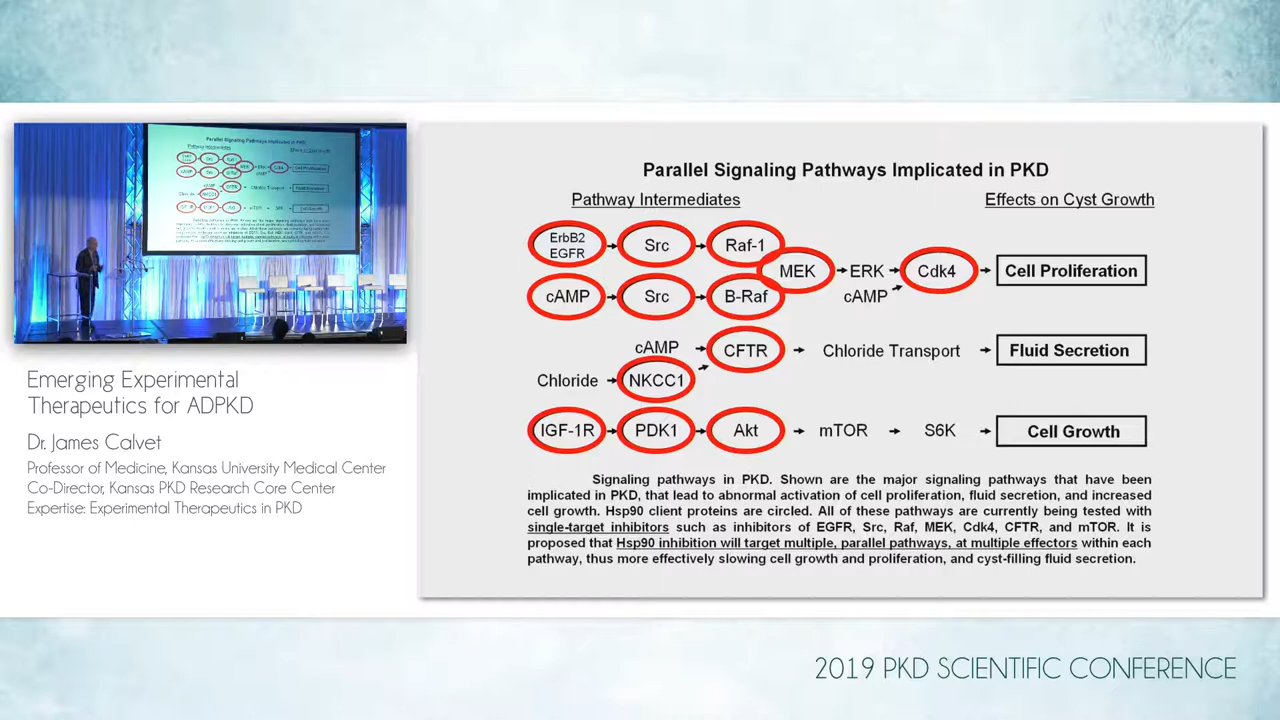 Parallel Signaling Pathways Implicated in PKD
Pathway Intermediates
Effects on Cyst Growth
ErbB2
EGFR
Src
Raf-1
MEK
ERK
Cdk4
Cell Proliferation
cAMP
Src
B-Raf
cAMP
cAMP
CFTR
Chloride Transport
Fluid Secretion
Chloride
NKCC1
IGF-1R
PDK1
Akt
mTOR
S6K
Cell Growth
Signaling pathways in PKD. Shown are the major signaling pathways that have been
implicated in PKD, that lead to abnormal activation of cell proliferation, fluid secretion, and increased
cell growth. Hsp90 client proteins are circled. All of these pathways are currently being tested with
single-target inhibitors such as inhibitors of EGFR, Src, Raf, MEK, Cdk4, CFTR, and mTOR. It is
proposed that Hsp90 inhibition will target multiple, parallel pathways, at multiple effectors within each
pathway, thus more effectively slowing cell growth and proliferation, and cyst-filling fluid secretion.
Emerging Experimental
Therapeutics for ADPKD
Dr. James Calvet
Professor of Medicine, Kansas University Medical Center
Co-Director, Kansas PKD Research Core Center
Expertise: Experimental Therapeutics in PKD
2019 PKD SCIENTIFIC CONFERENCE